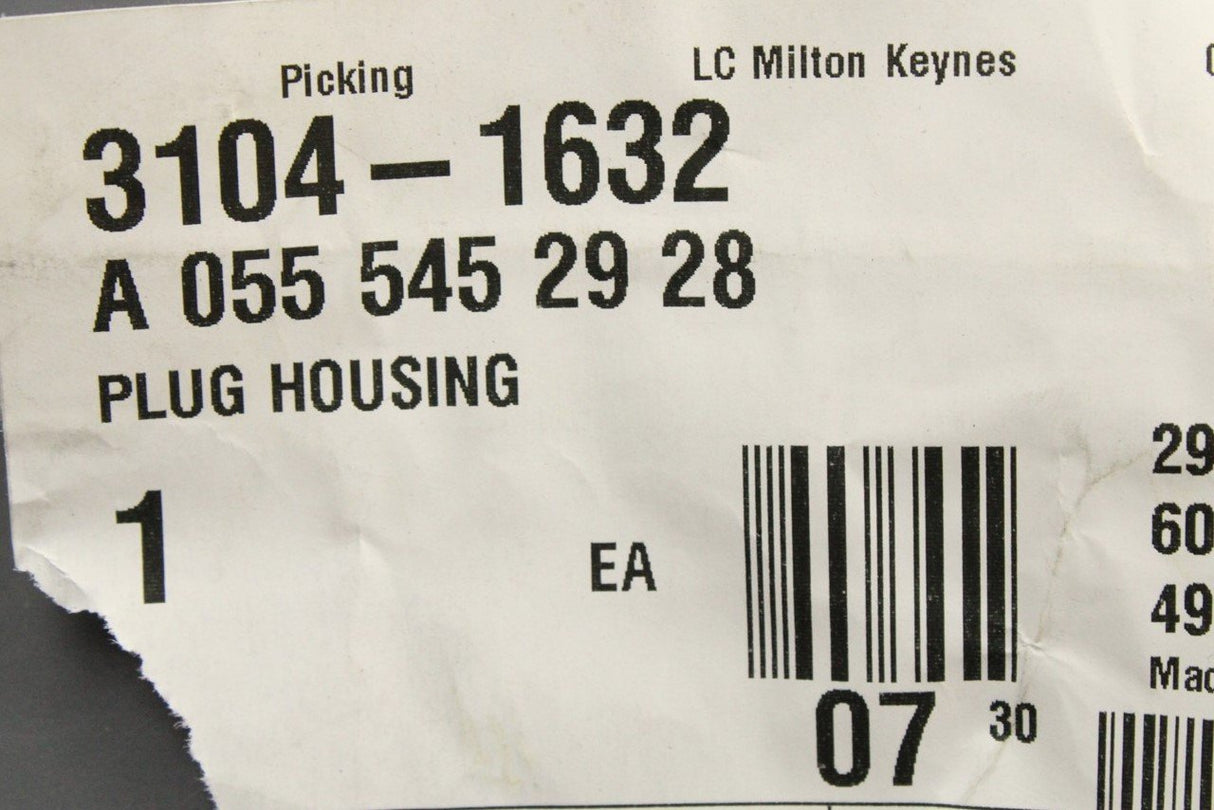 Picking
LC Milton Keynes
3104 – 1632
A 055 545 29 28
PLUG HOUSING
1
EA
07
30
29
60
49